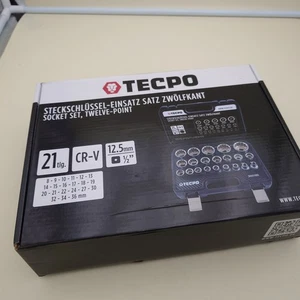 TECPO
STECKSCHLÜSSEL-EINSATZ SATZ ZWÖLFKANT
SOCKET SET, TWELVE-POINT
21 tlg.
CR-V
12.5mm
½"
8 - 9 - 10 - 11 - 12 - 13
14 - 15 - 16 - 17 - 18 - 19
20 - 21 - 22 - 24 - 27 - 30
32 - 34 - 36 mm
TECPO